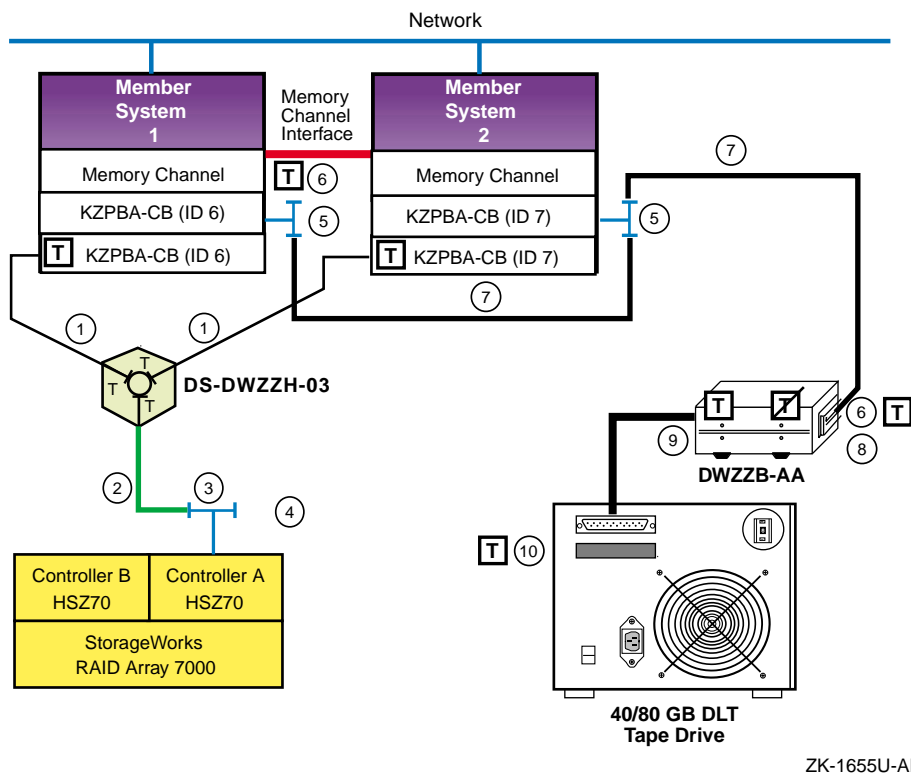 Network
Member
System
1
Memory
Channel
Interface
Member
System
2
7
Memory Channel
T
6
Memory Channel
KZPBA-CB (ID 6)
5
KZPBA-CB (ID 7)
5
T
KZPBA-CB (ID 6)
T
KZPBA-CB (ID 7)
7
1
1
T
T
T
DS-DWZZH-03
T
T
6
T
9
8
DWZZB-AA
2
3
4
T
10
Controller B
HSZ70
Controller A
HSZ70
StorageWorks
RAID Array 7000
40/80 GB DLT
Tape Drive
ZK-1655U-AI